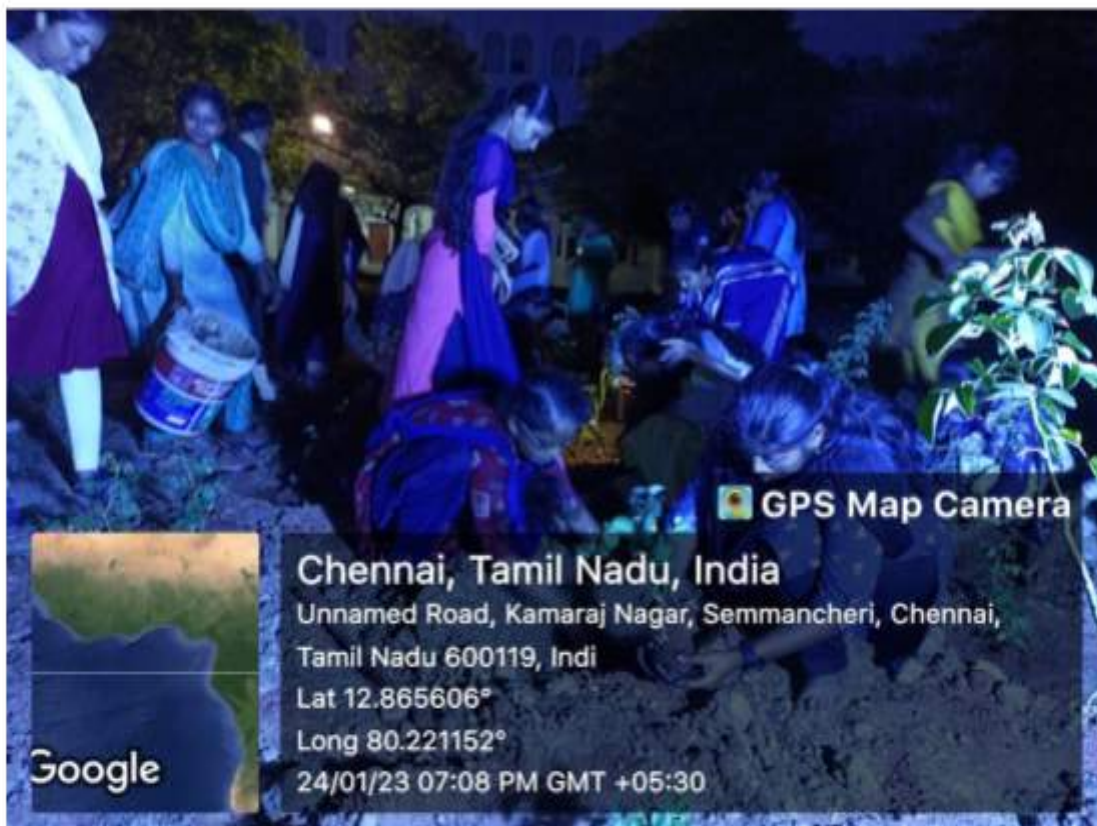 GPS Map Camera
Chennai, Tamil Nadu, India
Unnamed Road, Kamaraj Nagar, Semmancheri, Chennai,
Tamil Nadu 600119, Indi
Lat 12.865606°
Long 80.221152°
24/01/23 07:08 PM GMT +05:30
Google